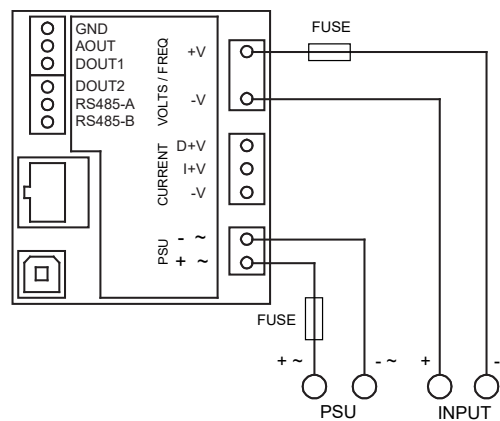 GND
AOUT
DOUT1
DOUT2
RS485-A
RS485-B
VOLTS / FREQ
+V
-V
CURRENT
D+V
I+V
-V
PSU
- ~
+ ~
FUSE
FUSE
+ ~
- ~
+
-
PSU
INPUT